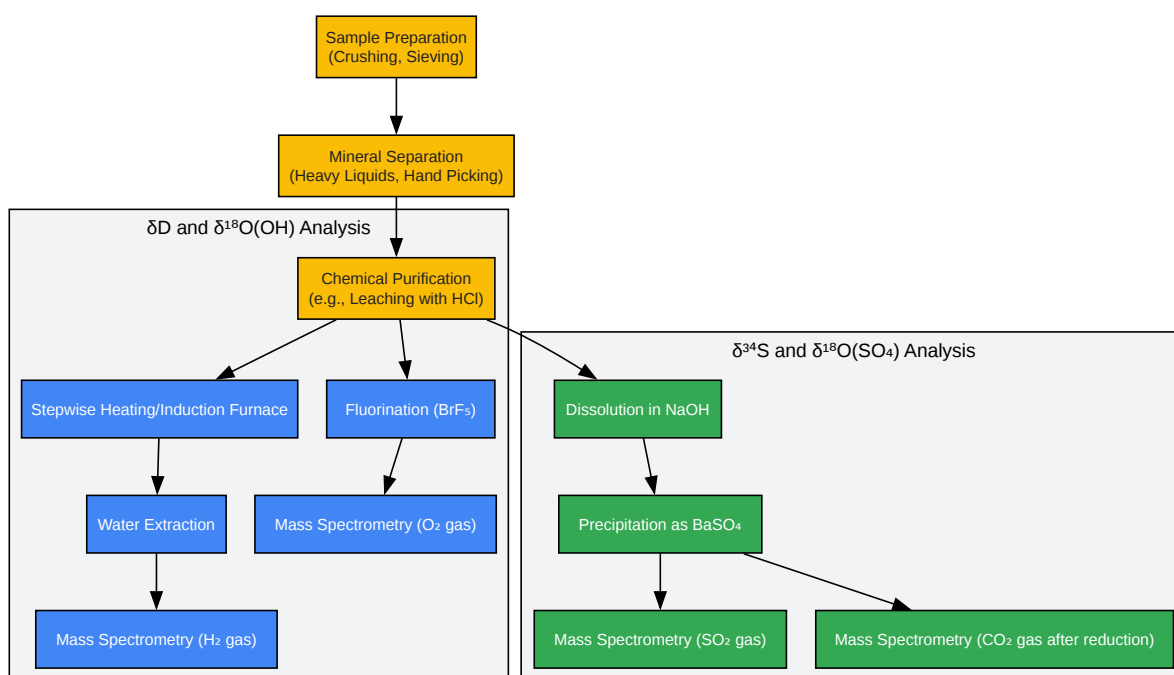 Sample Preparation
(Crushing, Sieving)
Mineral Separation
(Heavy Liquids, Hand Picking)
δD and δ¹⁸O(OH) Analysis
Chemical Purification
(e.g., Leaching with HCl)
δ³⁴S and δ¹⁸O(SO₄) Analysis
Stepwise Heating/Induction Furnace
Fluorination (BrF₅)
Dissolution in NaOH
Water Extraction
Mass Spectrometry (O₂ gas)
Precipitation as BaSO₄
Mass Spectrometry (H₂ gas)
Mass Spectrometry (SO₂ gas)
Mass Spectrometry (CO₂ gas after reduction)